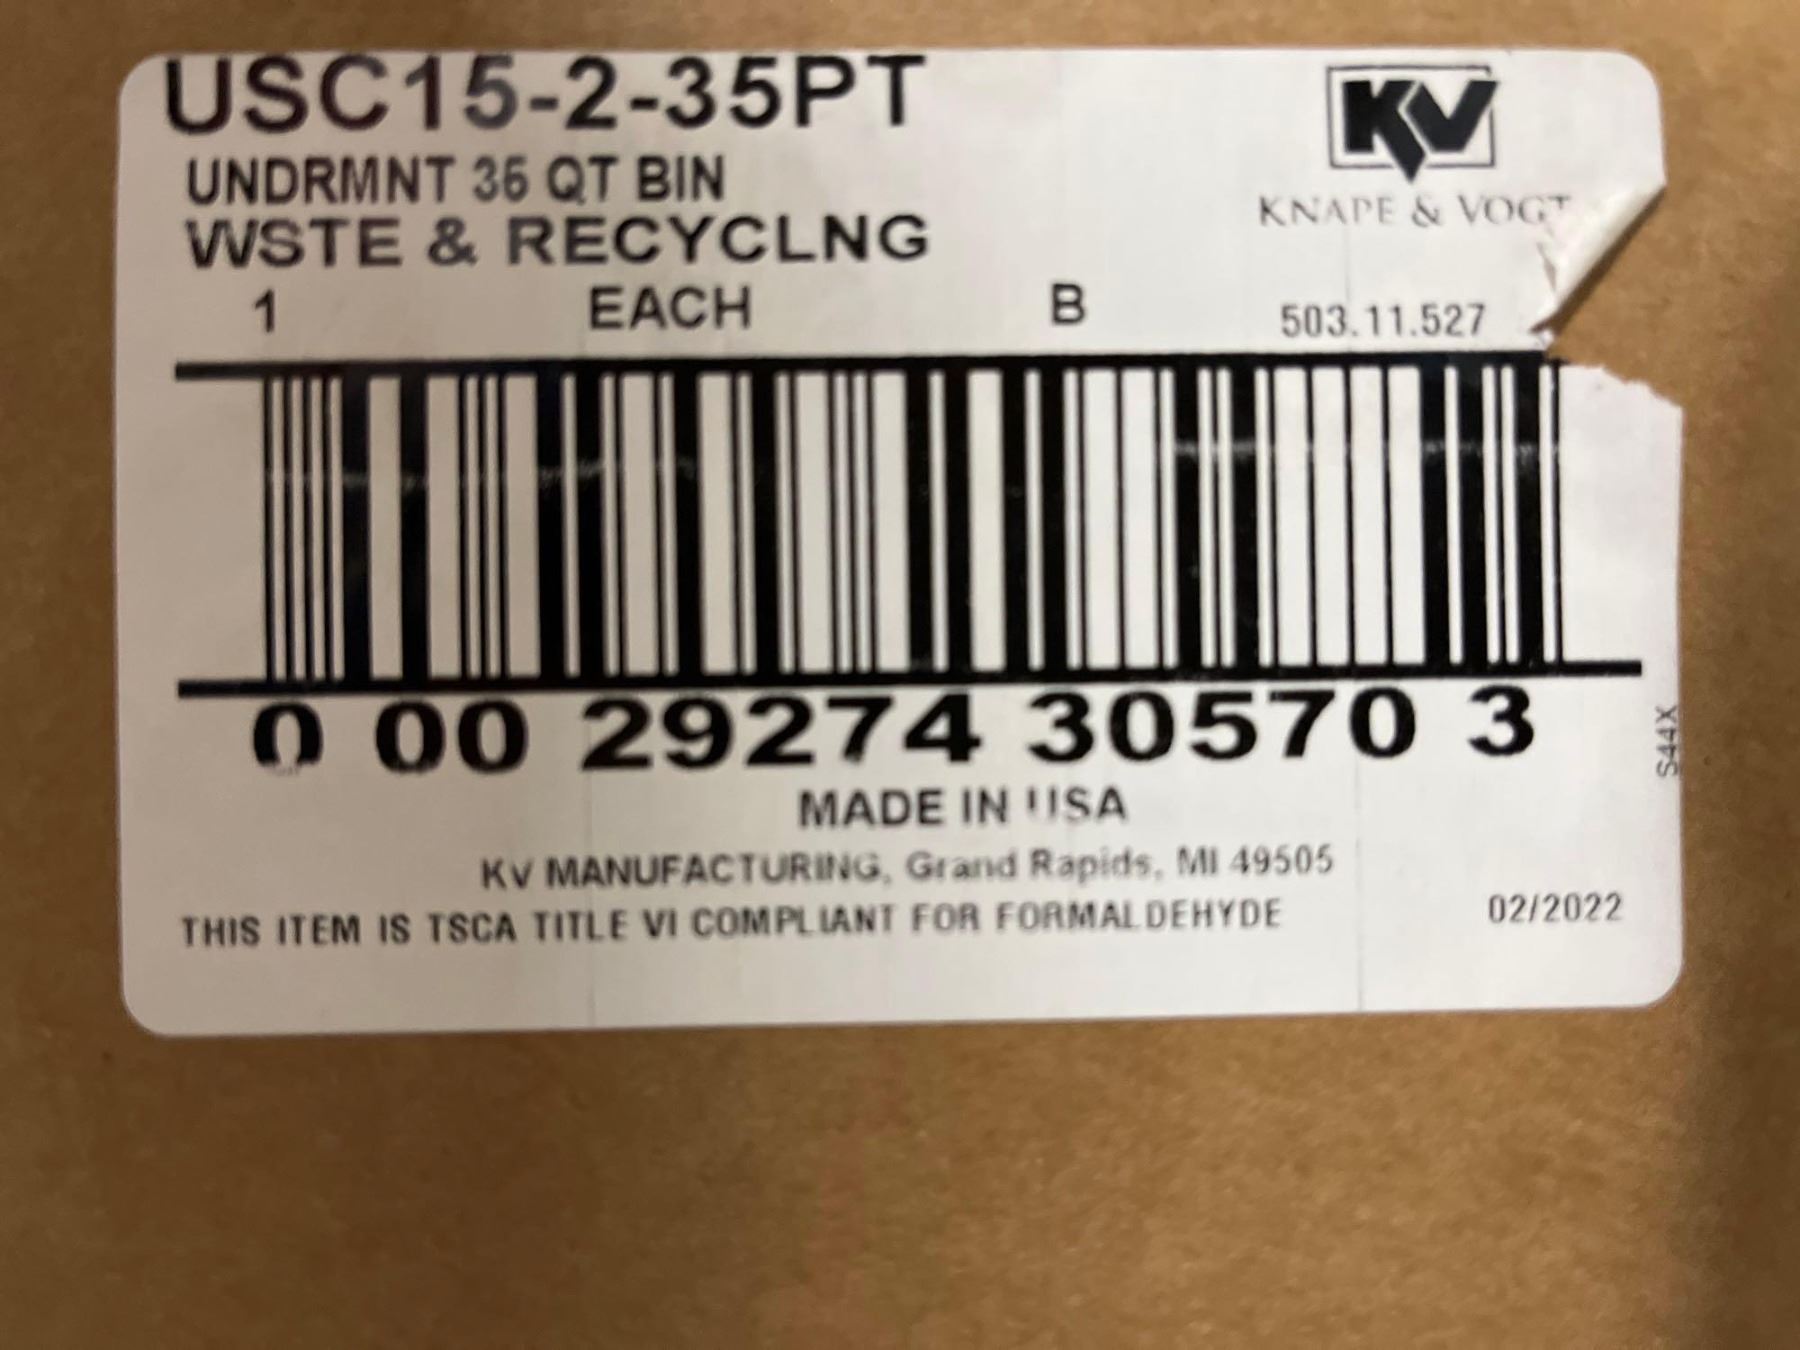 USC15-2-35PT
KV
UNDRMNT 35 QT BIN
KNAPE & VOGT
WSTE & RECYCLNG
1 EACH B 503.11.527
0 00 29274 30570 3
S44X
MADE IN USA
KV MANUFACTURING, Grand Rapids, MI 49505
THIS ITEM IS TSCA TITLE VI COMPLIANT FOR FORMALDEHYDE 02/2022